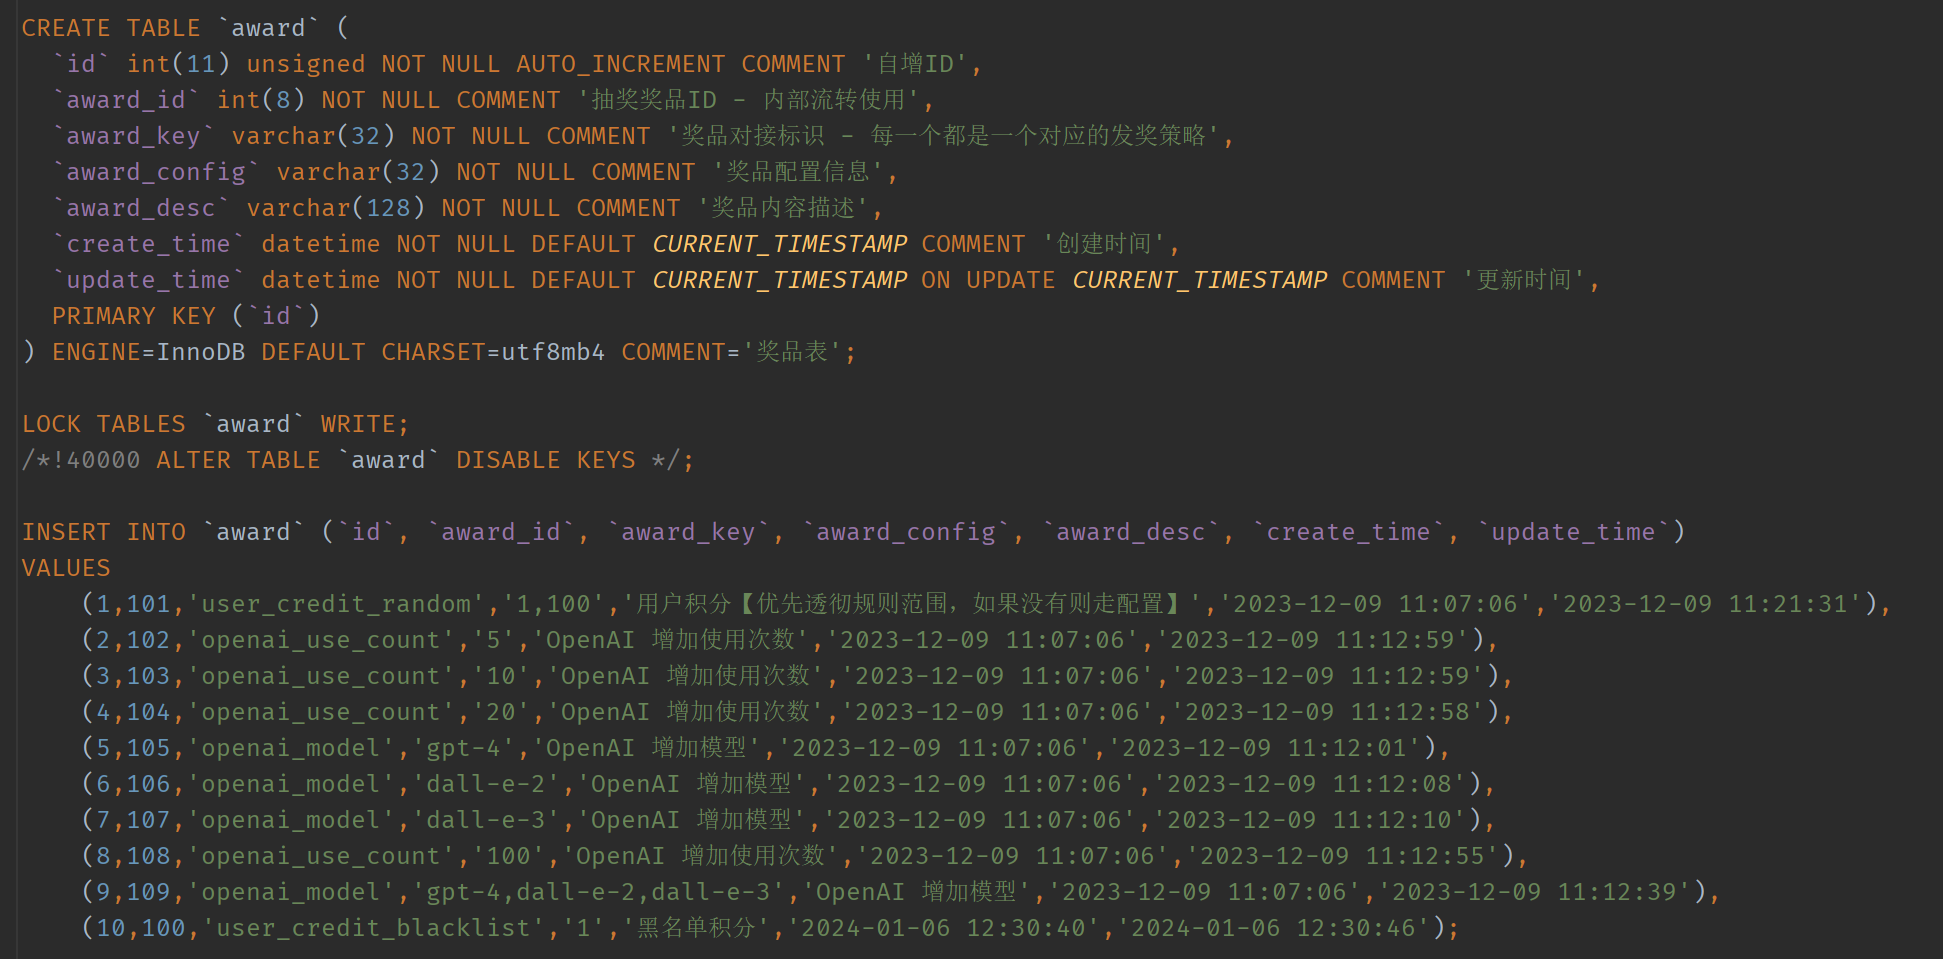 CREATE TABLE `award` (
  `id` int(11) unsigned NOT NULL AUTO_INCREMENT COMMENT '自增ID',
  `award_id` int(8) NOT NULL COMMENT '抽奖奖品ID - 内部流转使用',
  `award_key` varchar(32) NOT NULL COMMENT '奖品对接标识 - 每一个都是一个对应的发奖策略',
  `award_config` varchar(32) NOT NULL COMMENT '奖品配置信息',
  `award_desc` varchar(128) NOT NULL COMMENT '奖品内容描述',
  `create_time` datetime NOT NULL DEFAULT CURRENT_TIMESTAMP COMMENT '创建时间',
  `update_time` datetime NOT NULL DEFAULT CURRENT_TIMESTAMP ON UPDATE CURRENT_TIMESTAMP COMMENT '更新时间',
  PRIMARY KEY (`id`)
) ENGINE=InnoDB DEFAULT CHARSET=utf8mb4 COMMENT='奖品表';
LOCK TABLES `award` WRITE;
/*!40000 ALTER TABLE `award` DISABLE KEYS */;
INSERT INTO `award` (`id`, `award_id`, `award_key`, `award_config`, `award_desc`, `create_time`, `update_time`)
VALUES
    (1,101,'user_credit_random','1,100','用户积分【优先透彻规则范围，如果没有则走配置】','2023-12-09 11:07:06','2023-12-09 11:21:31'),
    (2,102,'openai_use_count','5','OpenAI 增加使用次数','2023-12-09 11:07:06','2023-12-09 11:12:59'),
    (3,103,'openai_use_count','10','OpenAI 增加使用次数','2023-12-09 11:07:06','2023-12-09 11:12:59'),
    (4,104,'openai_use_count','20','OpenAI 增加使用次数','2023-12-09 11:07:06','2023-12-09 11:12:58'),
    (5,105,'openai_model','gpt-4','OpenAI 增加模型','2023-12-09 11:07:06','2023-12-09 11:12:01'),
    (6,106,'openai_model','dall-e-2','OpenAI 增加模型','2023-12-09 11:07:06','2023-12-09 11:12:08'),
    (7,107,'openai_model','dall-e-3','OpenAI 增加模型','2023-12-09 11:07:06','2023-12-09 11:12:10'),
    (8,108,'openai_use_count','100','OpenAI 增加使用次数','2023-12-09 11:07:06','2023-12-09 11:12:55'),
    (9,109,'openai_model','gpt-4,dall-e-2,dall-e-3','OpenAI 增加模型','2023-12-09 11:07:06','2023-12-09 11:12:39'),
    (10,100,'user_credit_blacklist','1','黑名单积分','2024-01-06 12:30:40','2024-01-06 12:30:46');